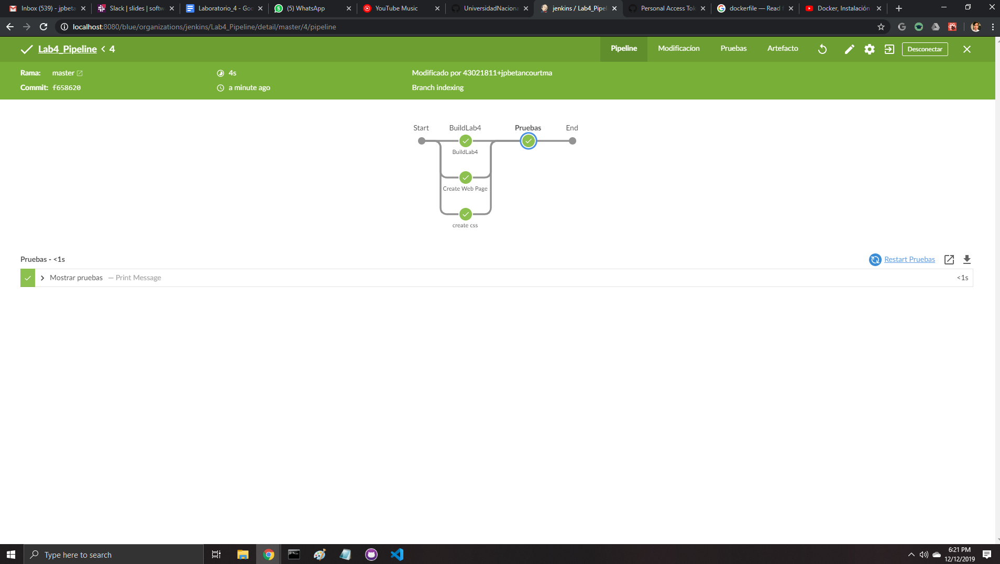 Inbox (539) - jpbeta
Slack | slides | softw
Laboratorio_4 - Goo
5
(5) WhatsApp
YouTube Music
UniversidadNaciona
jenkins / Lab4_Pipel
Personal Access Tok
dockerfile — Read
Docker, Instalación
localhost:8080/blue/organizations/jenkins/Lab4_Pipeline/detail/master/4/pipeline
Lab4_Pipeline < 4
Pipeline
Modificacíon
Pruebas
Artefacto
Desconectar
Rama: master
4s
Modificado por 43021811+jpbetancourtma
Commit: f658620
a minute ago
Branch indexing
Start
BuildLab4
Pruebas
End
BuildLab4
Create Web Page
create css
Pruebas - <1s
Restart Pruebas
Mostrar pruebas — Print Message
<1s
Type here to search
6:21 PM
12/12/2019